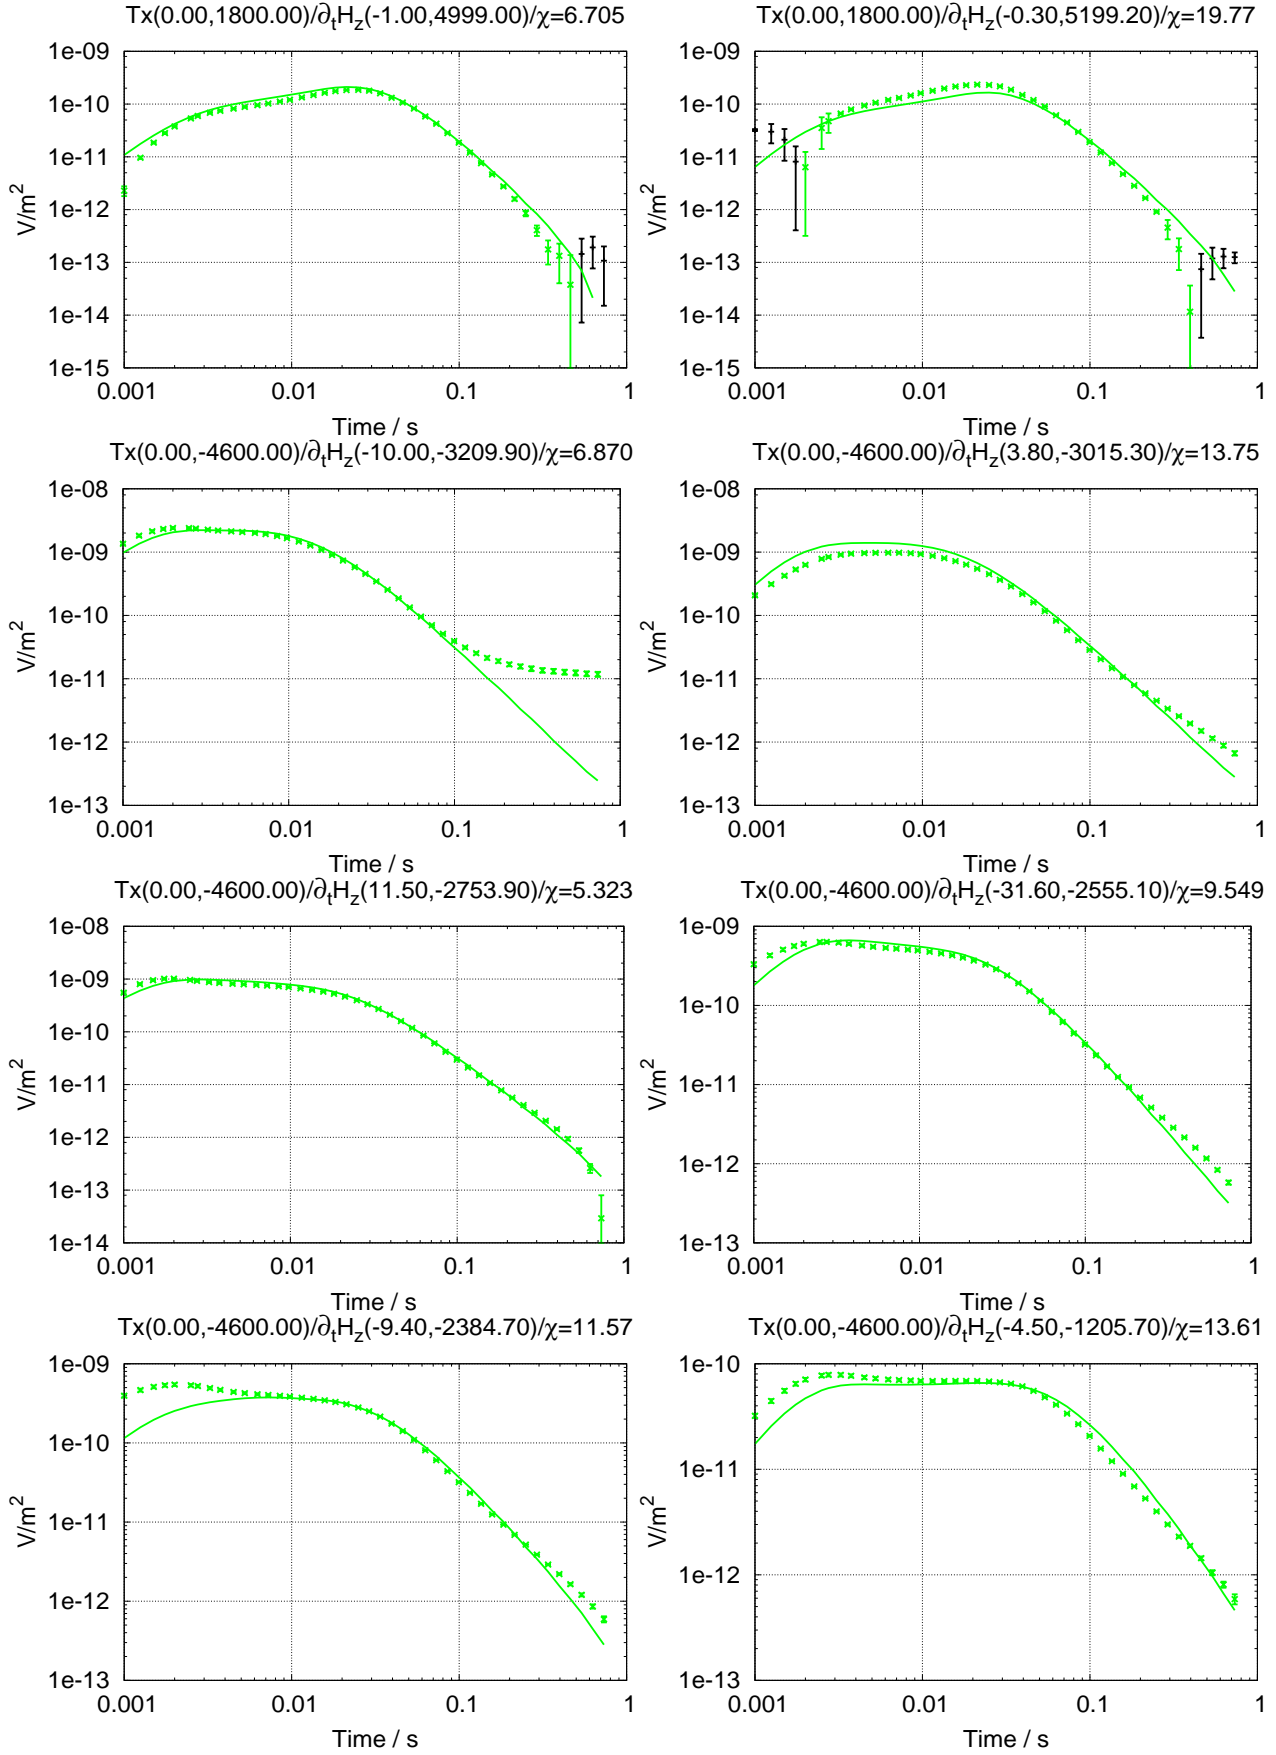 Tx(0.00,1800.00)/∂tHz(-1.00,4999.00)/χ=6.705
V/m2
1e-09
1e-10
1e-11
1e-12
1e-13
1e-14
1e-15
0.001 0.01 0.1 1
Time / s
Tx(0.00,1800.00)/∂tHz(-0.30,5199.20)/χ=19.77
V/m2
1e-09
1e-10
1e-11
1e-12
1e-13
1e-14
1e-15
0.001 0.01 0.1 1
Time / s
Tx(0.00,-4600.00)/∂tHz(-10.00,-3209.90)/χ=6.870
V/m2
1e-08
1e-09
1e-10
1e-11
1e-12
1e-13
0.001 0.01 0.1 1
Time / s
Tx(0.00,-4600.00)/∂tHz(3.80,-3015.30)/χ=13.75
V/m2
1e-08
1e-09
1e-10
1e-11
1e-12
1e-13
0.001 0.01 0.1 1
Time / s
Tx(0.00,-4600.00)/∂tHz(11.50,-2753.90)/χ=5.323
V/m2
1e-08
1e-09
1e-10
1e-11
1e-12
1e-13
1e-14
0.001 0.01 0.1 1
Time / s
Tx(0.00,-4600.00)/∂tHz(-31.60,-2555.10)/χ=9.549
V/m2
1e-09
1e-10
1e-11
1e-12
1e-13
0.001 0.01 0.1 1
Time / s
Tx(0.00,-4600.00)/∂tHz(-9.40,-2384.70)/χ=11.57
V/m2
1e-09
1e-10
1e-11
1e-12
1e-13
0.001 0.01 0.1 1
Time / s
Tx(0.00,-4600.00)/∂tHz(-4.50,-1205.70)/χ=13.61
V/m2
1e-10
1e-11
1e-12
1e-13
0.001 0.01 0.1 1
Time / s